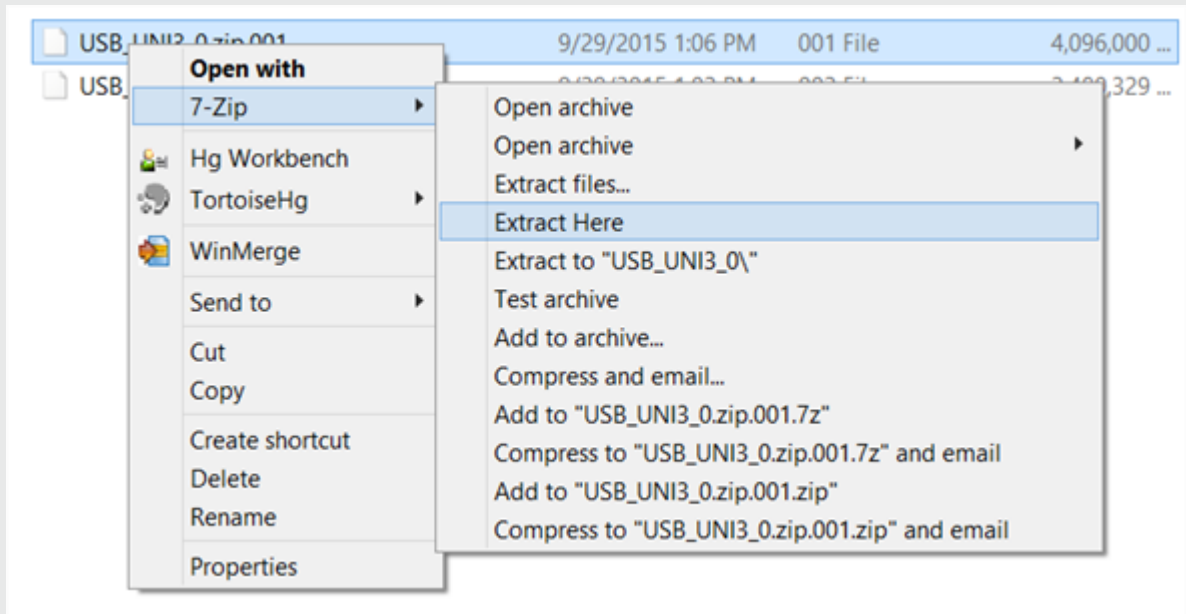 USB_UNI3_0.zip.001 9/29/2015 1:06 PM 001 File 4,096,000 ...
USB_ ,329 ...
Open with
7-Zip
Hg Workbench
TortoiseHg
WinMerge
Send to
Cut
Copy
Create shortcut
Delete
Rename
Properties
Open archive
Open archive
Extract files...
Extract Here
Extract to "USB_UNI3_0\"
Test archive
Add to archive...
Compress and email...
Add to "USB_UNI3_0.zip.001.7z"
Compress to "USB_UNI3_0.zip.001.7z" and email
Add to "USB_UNI3_0.zip.001.zip"
Compress to "USB_UNI3_0.zip.001.zip" and email